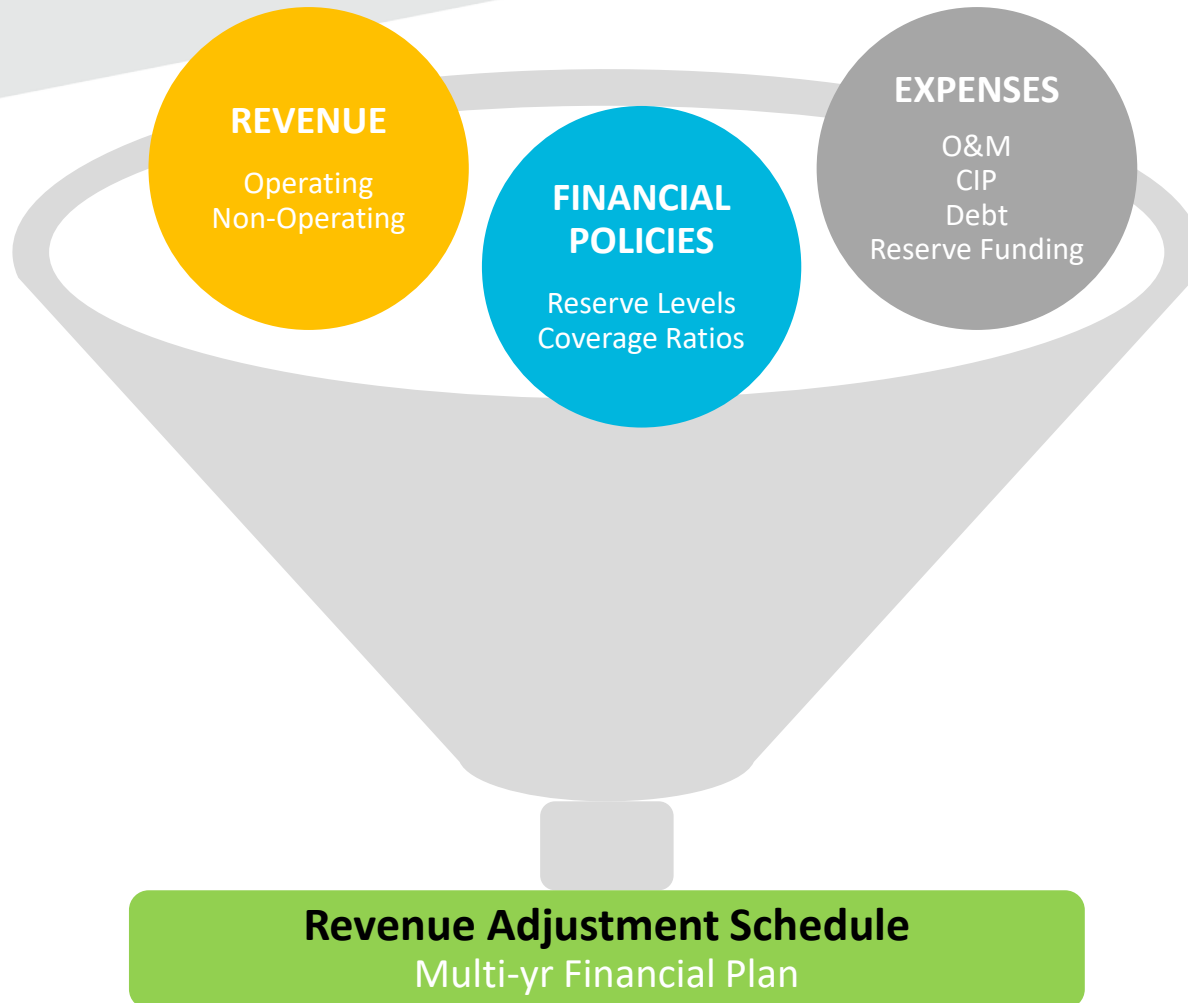 REVENUE
Operating
Non-Operating
FINANCIAL
POLICIES
Reserve Levels
Coverage Ratios
EXPENSES
O&M
CIP
Debt
Reserve Funding
Revenue Adjustment Schedule
Multi-yr Financial Plan